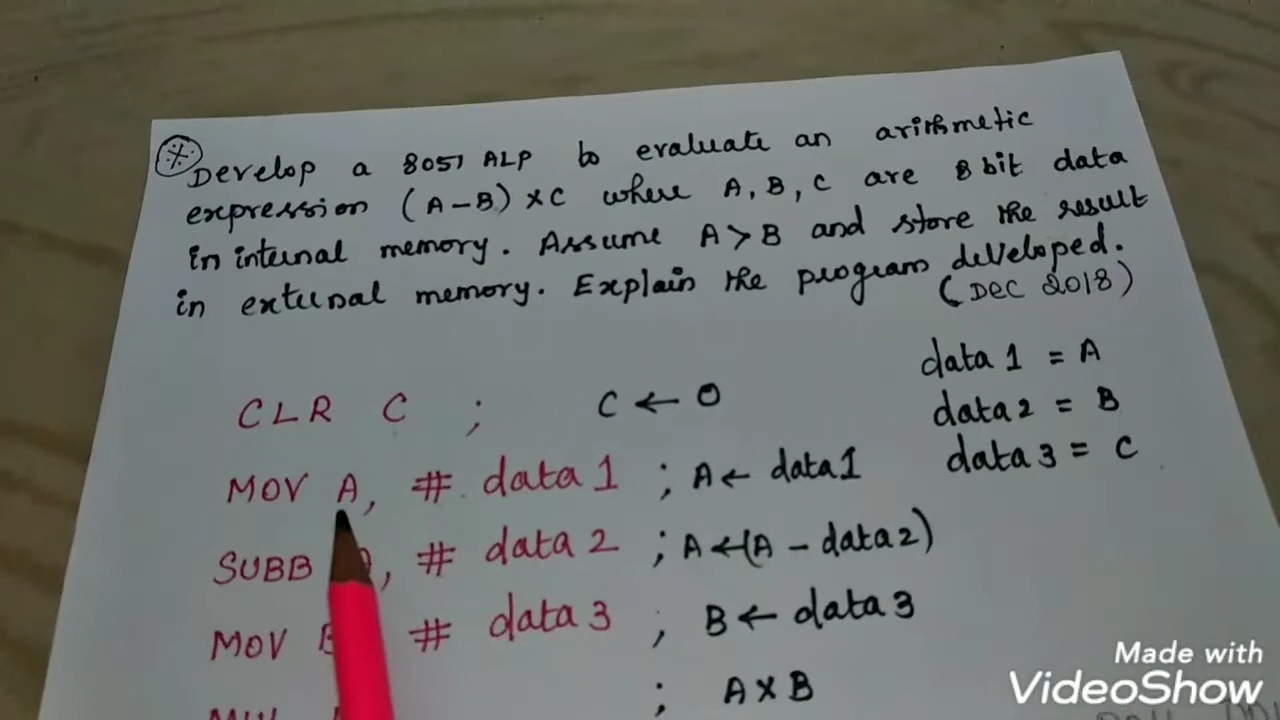 * Develop a 8051 ALP to evaluate an arithmetic
expression (A-B) x C where A, B, C are 8 bit data
in internal memory. Assume A > B and store the result
in external memory. Explain the program developed.
(DEC 2018)
data 1 = A
data 2 = B
data 3 = C
CLR C ; C ← 0
MOV A, # data 1 ; A ← data 1
SUBB , # data 2 ; A ← (A - data 2)
MOV B # data 3 ; B ← data 3
; A X B
Made with
VideoShow